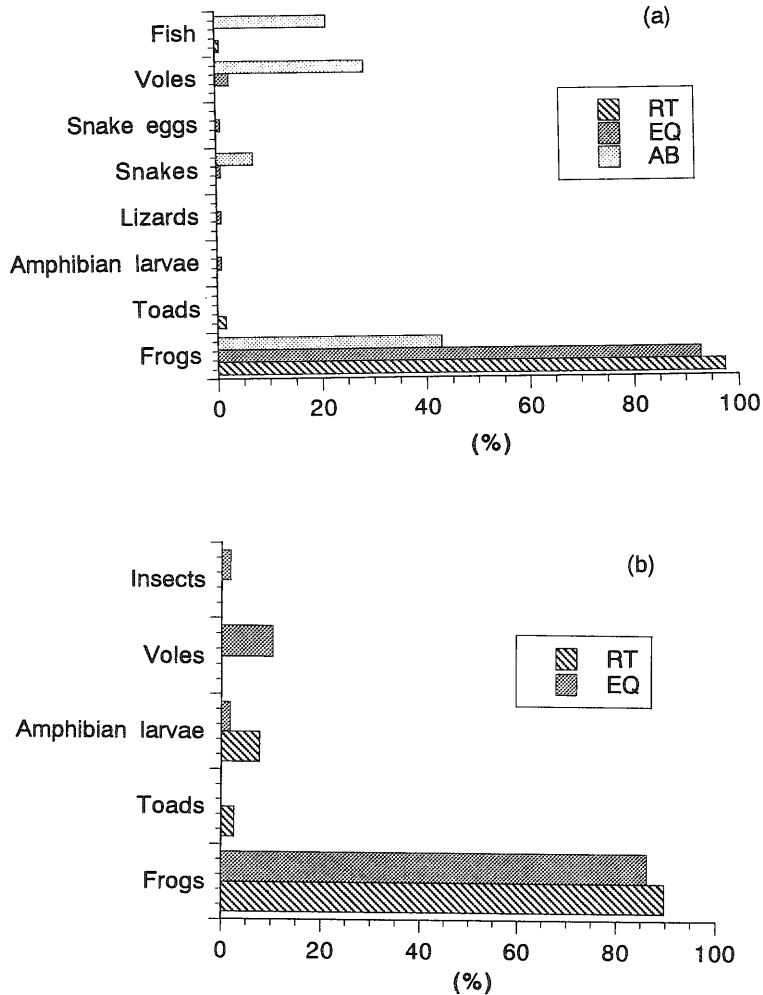 (a)
Fish
Voles
Snake eggs
Snakes
Lizards
Amphibian larvae
Toads
Frogs
RT
EQ
AB
0 20 40 60 80 100
(%)
(b)
Insects
Voles
Amphibian larvae
Toads
Frogs
RT
EQ
0 20 40 60 80 100
(%)